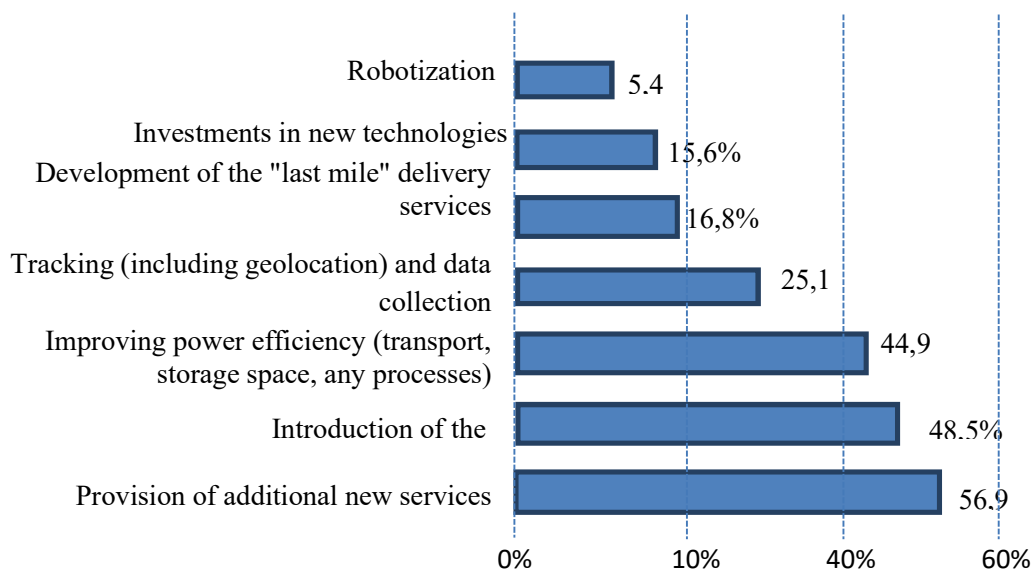 Robotization
5,4
Investments in new technologies
15,6%
Development of the "last mile" delivery
services
16,8%
Tracking (including geolocation) and data
collection
25,1
Improving power efficiency (transport,
storage space, any processes)
44,9
Introduction of the
48.5%
Provision of additional new services
56,9
0% 10% 40% 60%